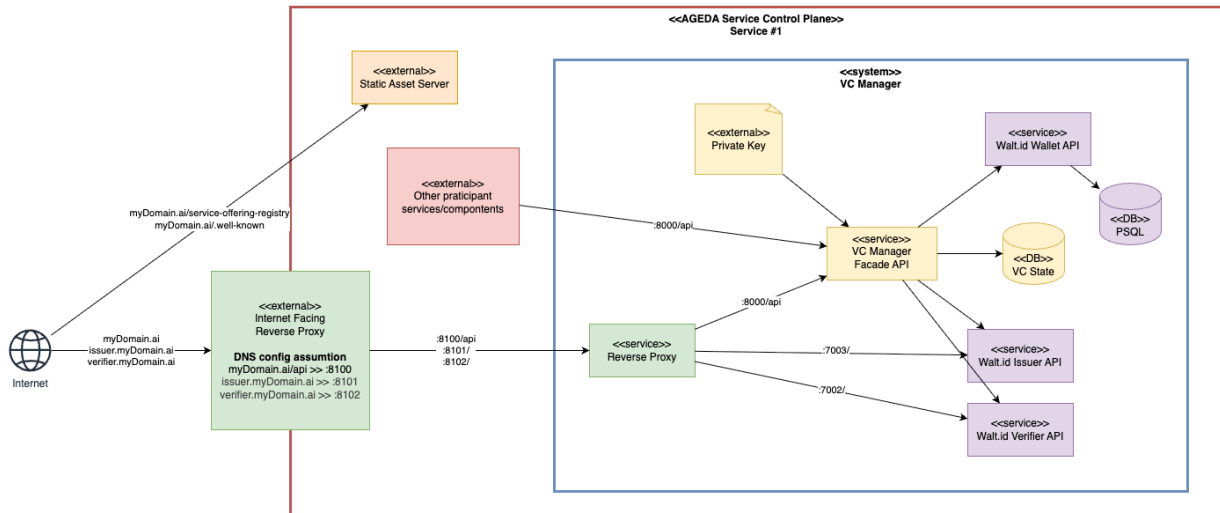 <<AGEDA Service Control Plane>>
Service #1
<<external>>
Static Asset Server
<<system>>
VC Manager
<<external>>
Private Key
<<service>>
Walt.id Wallet API
<<external>>
Other praticipant
services/compontents
myDomain.ai/service-offering-registry
myDomain.ai/.well-known
:8000/api
<<DB>>
PSQL
<<service>>
VC Manager
Facade API
<<DB>>
VC State
<<external>>
Internet Facing
Reverse Proxy
DNS config assumtion
myDomain.ai/api >> :8100
issuer.myDomain.ai >> :8101
verifier.myDomain.ai >> :8102
Internet
myDomain.ai
issuer.myDomain.ai
verifier.myDomain.ai
:8100/api
:8101/
:8102/
<<service>>
Reverse Proxy
:8000/api
:7003/
:7002/
<<service>>
Walt.id Issuer API
<<service>>
Walt.id Verifier API